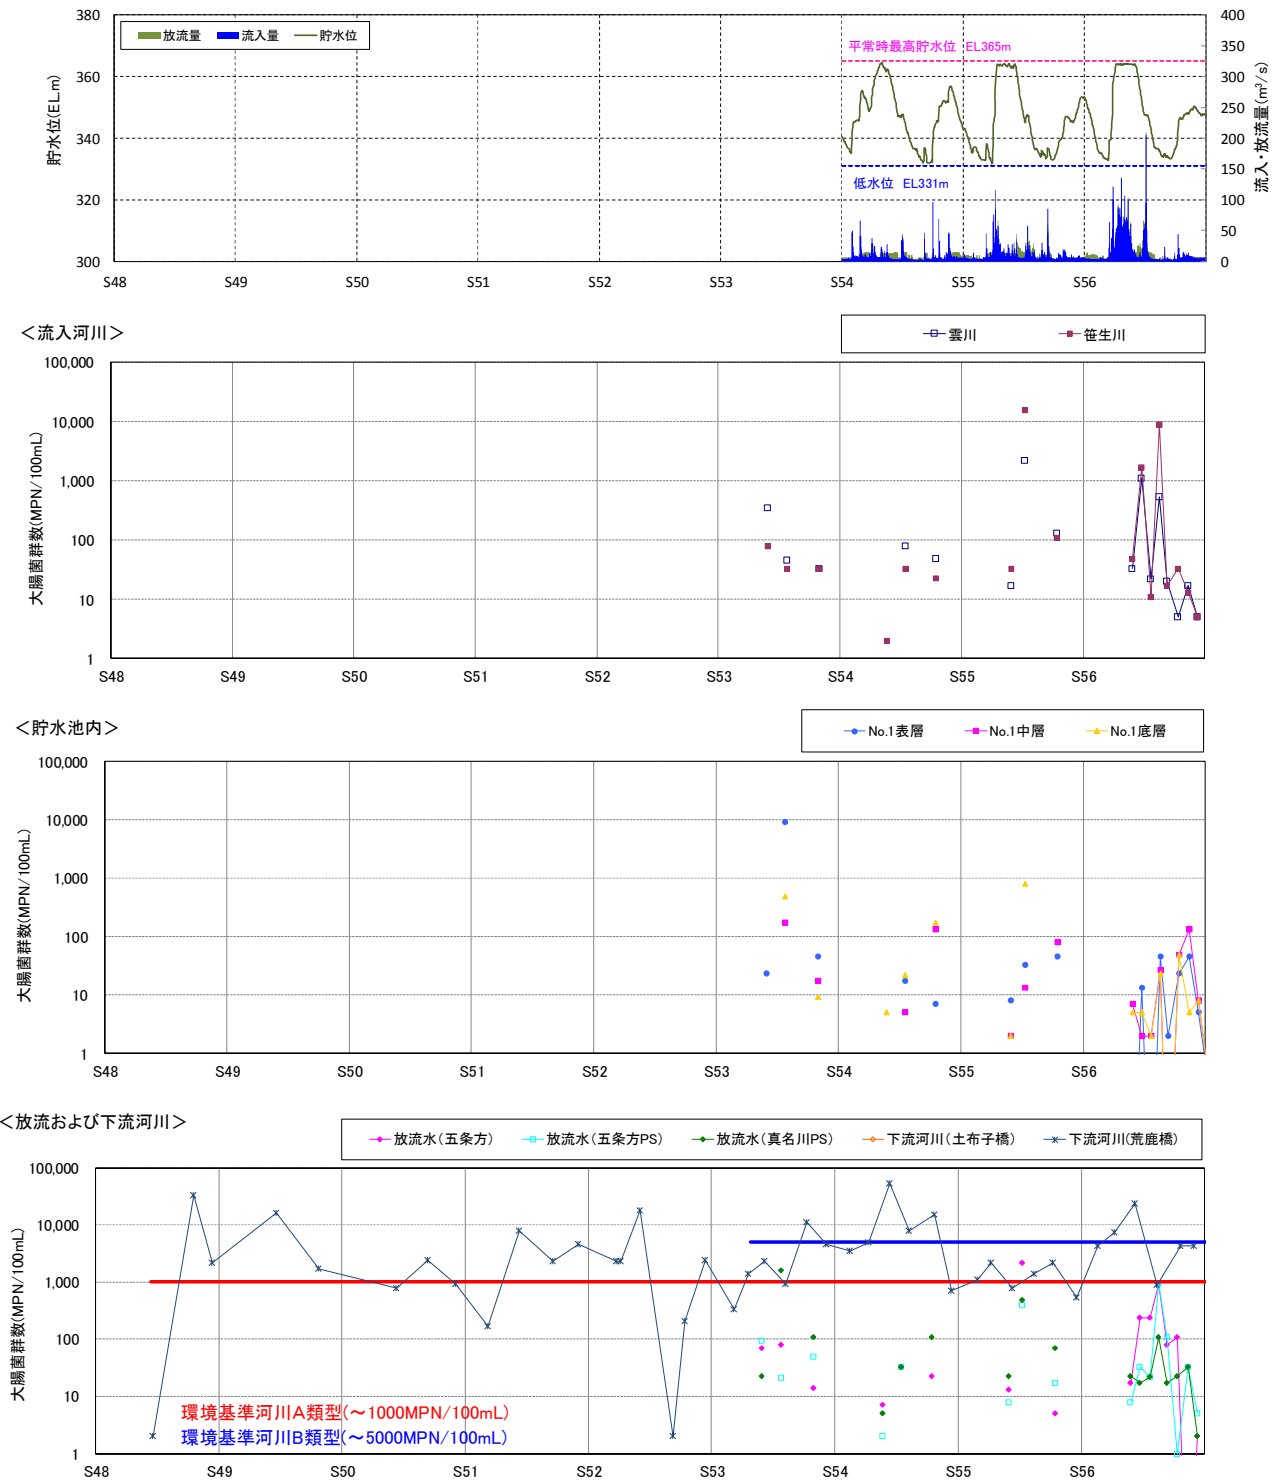 放流量 流入量 貯水位
380
360
340
320
300
貯水位(EL.m)
400
350
300
250
200
150
100
50
0
流入・放流量(m³/s)
平常時最高貯水位 EL365m
低水位 EL331m
S48 S49 S50 S51 S52 S53 S54 S55 S56
＜流入河川＞
雲川 笹生川
100,000
10,000
1,000
100
10
1
大腸菌群数(MPN/100mL)
S48 S49 S50 S51 S52 S53 S54 S55 S56
＜貯水池内＞
No.1表層 No.1中層 No.1底層
100,000
10,000
1,000
100
10
1
大腸菌群数(MPN/100mL)
S48 S49 S50 S51 S52 S53 S54 S55 S56
＜放流および下流河川＞
放流水(五条方) 放流水(五条方PS) 放流水(真名川PS) 下流河川(土布子橋) 下流河川(荒鹿橋)
100,000
10,000
1,000
100
10
1
大腸菌群数(MPN/100mL)
環境基準河川A類型(～1000MPN/100mL)
環境基準河川B類型(～5000MPN/100mL)
S48 S49 S50 S51 S52 S53 S54 S55 S56